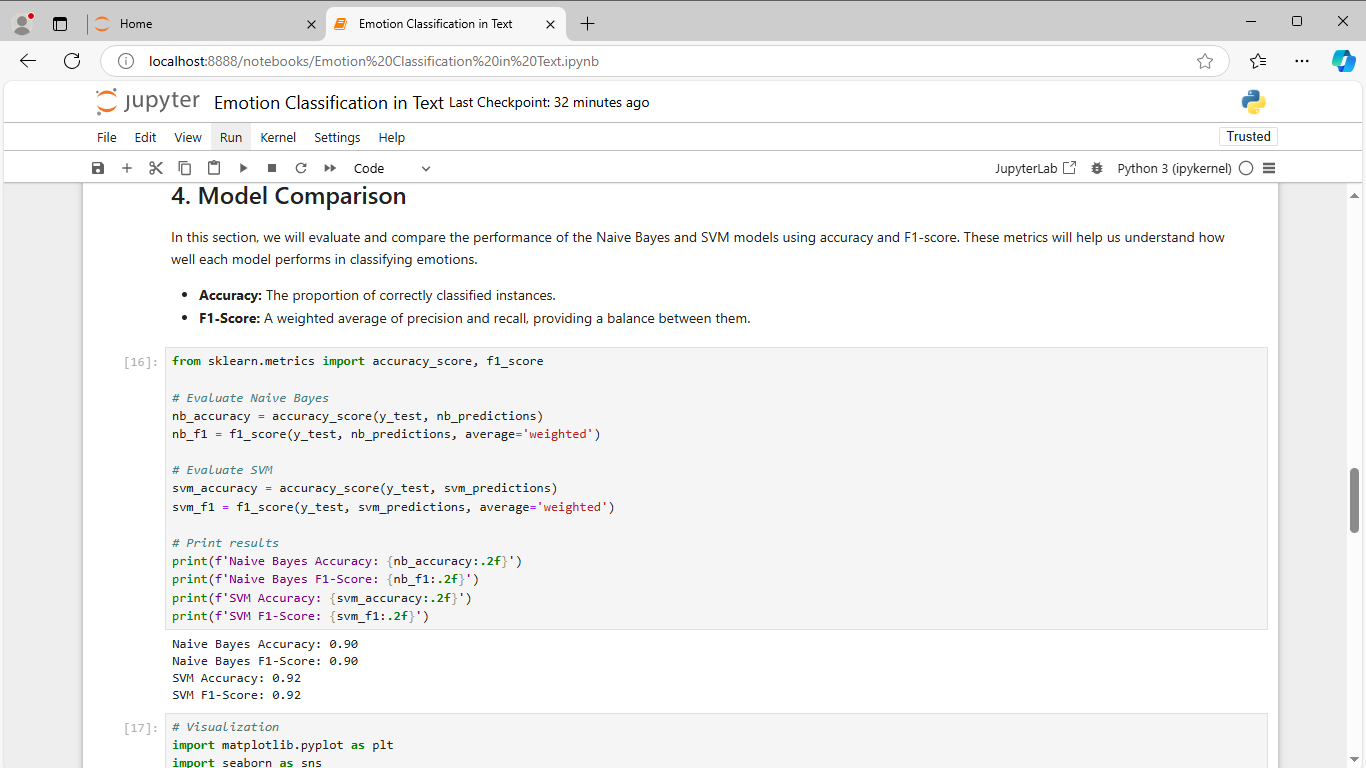 Home
Emotion Classification in Text
localhost:8888/notebooks/Emotion%20Classification%20in%20Text.ipynb
jupyter Emotion Classification in Text Last Checkpoint: 32 minutes ago
File Edit View Run Kernel Settings Help
Trusted
Code
JupyterLab
Python 3 (ipykernel)
4. Model Comparison
In this section, we will evaluate and compare the performance of the Naive Bayes and SVM models using accuracy and F1-score. These metrics will help us understand how
well each model performs in classifying emotions.
• Accuracy: The proportion of correctly classified instances.
• F1-Score: A weighted average of precision and recall, providing a balance between them.
[16]:
from sklearn.metrics import accuracy_score, f1_score
# Evaluate Naive Bayes
nb_accuracy = accuracy_score(y_test, nb_predictions)
nb_f1 = f1_score(y_test, nb_predictions, average='weighted')
# Evaluate SVM
svm_accuracy = accuracy_score(y_test, svm_predictions)
svm_f1 = f1_score(y_test, svm_predictions, average='weighted')
# Print results
print(f'Naive Bayes Accuracy: {nb_accuracy:.2f}')
print(f'Naive Bayes F1-Score: {nb_f1:.2f}')
print(f'SVM Accuracy: {svm_accuracy:.2f}')
print(f'SVM F1-Score: {svm_f1:.2f}')
Naive Bayes Accuracy: 0.90
Naive Bayes F1-Score: 0.90
SVM Accuracy: 0.92
SVM F1-Score: 0.92
[17]:
# Visualization
import matplotlib.pyplot as plt
import seaborn as sns